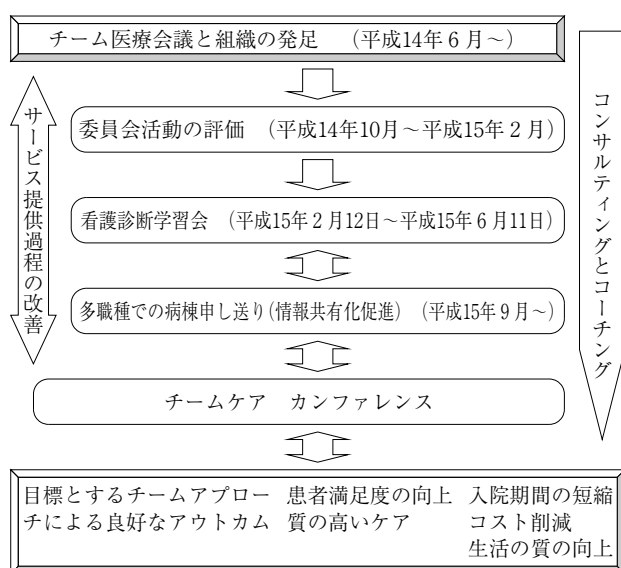 チーム医療会議と組織の発足　(平成14年６月～)
委員会活動の評価　(平成14年10月～平成15年２月)
看護診断学習会　(平成15年２月12日～平成15年６月11日)
多職種での病棟申し送り(情報共有化促進)　(平成15年９月～)
チームケア　カンファレンス
サービス提供過程の改善
コンサルティングとコーチング
目標とするチームアプロー
チによる良好なアウトカム
患者満足度の向上
質の高いケア
入院期間の短縮
コスト削減
生活の質の向上